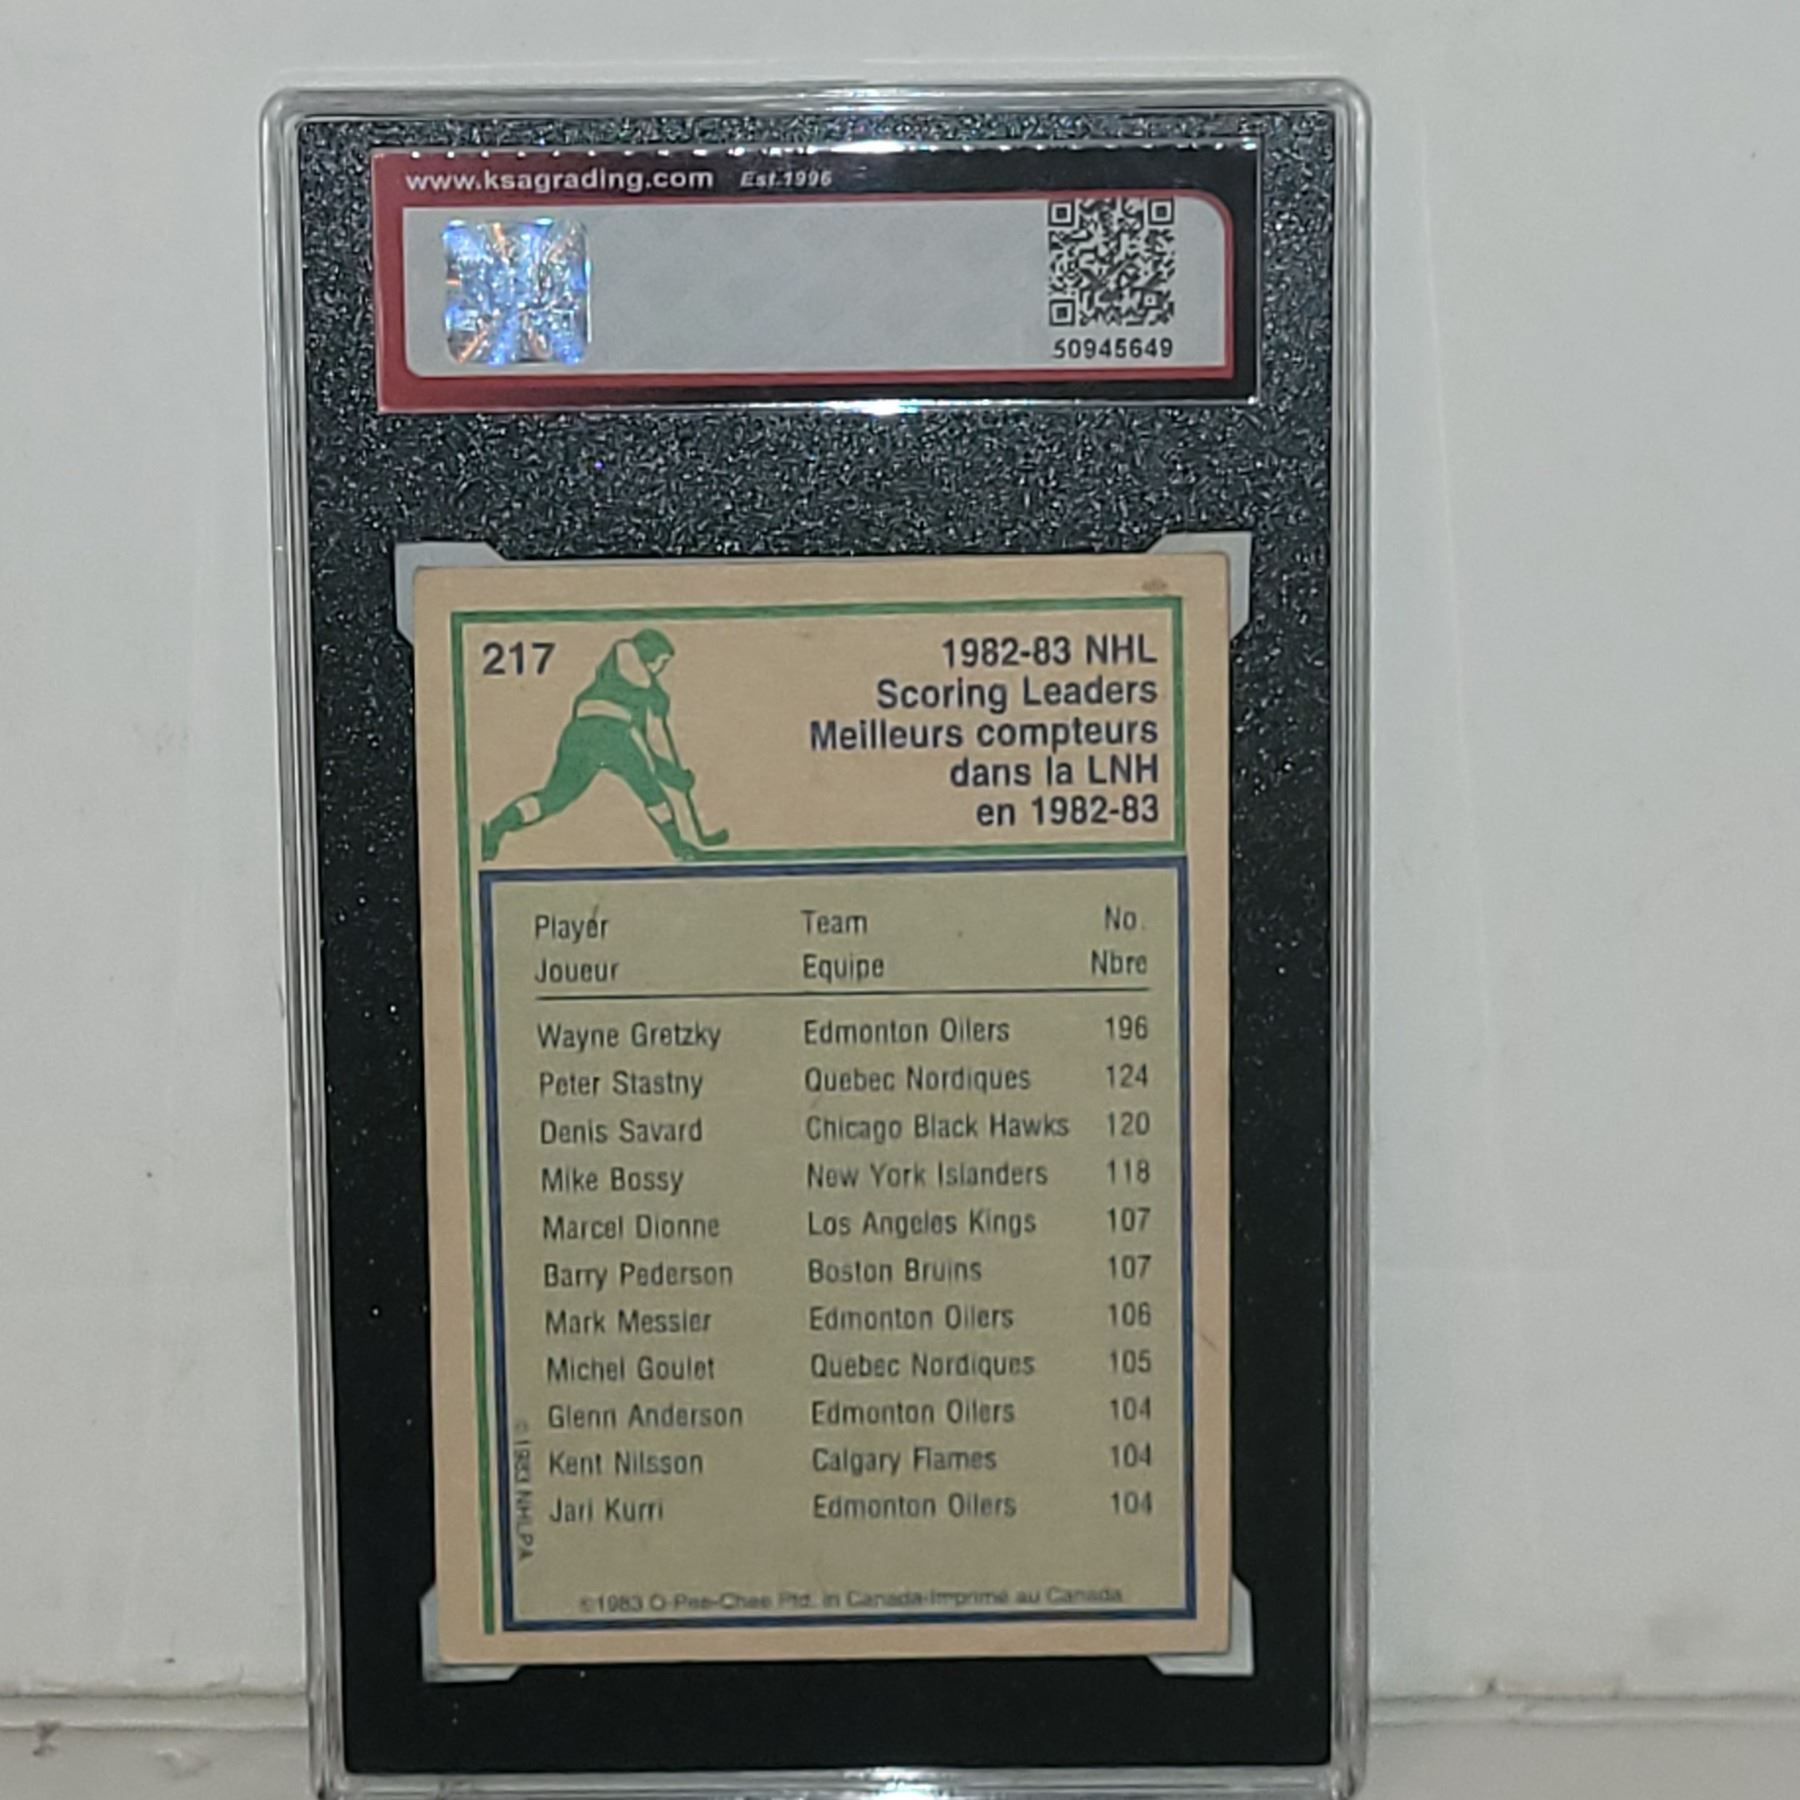 www.ksagrading.com Est.1996
50945649
217
1982-83 NHL
Scoring Leaders
Meilleurs compteurs
dans la LNH
en 1982-83
Player Team No.
Joueur Equipe Nbre
Wayne Gretzky Edmonton Oilers 196
Peter Stastny Quebec Nordiques 124
Denis Savard Chicago Black Hawks 120
Mike Bossy New York Islanders 118
Marcel Dionne Los Angeles Kings 107
Barry Pederson Boston Bruins 107
Mark Messier Edmonton Oilers 106
Michel Goulet Quebec Nordiques 105
Glenn Anderson Edmonton Oilers 104
Kent Nilsson Calgary Flames 104
Jari Kurri Edmonton Oilers 104
©1983 NHLPA
©1983 O-Pee-Chee Ptd. in Canada-Imprimé au Canada